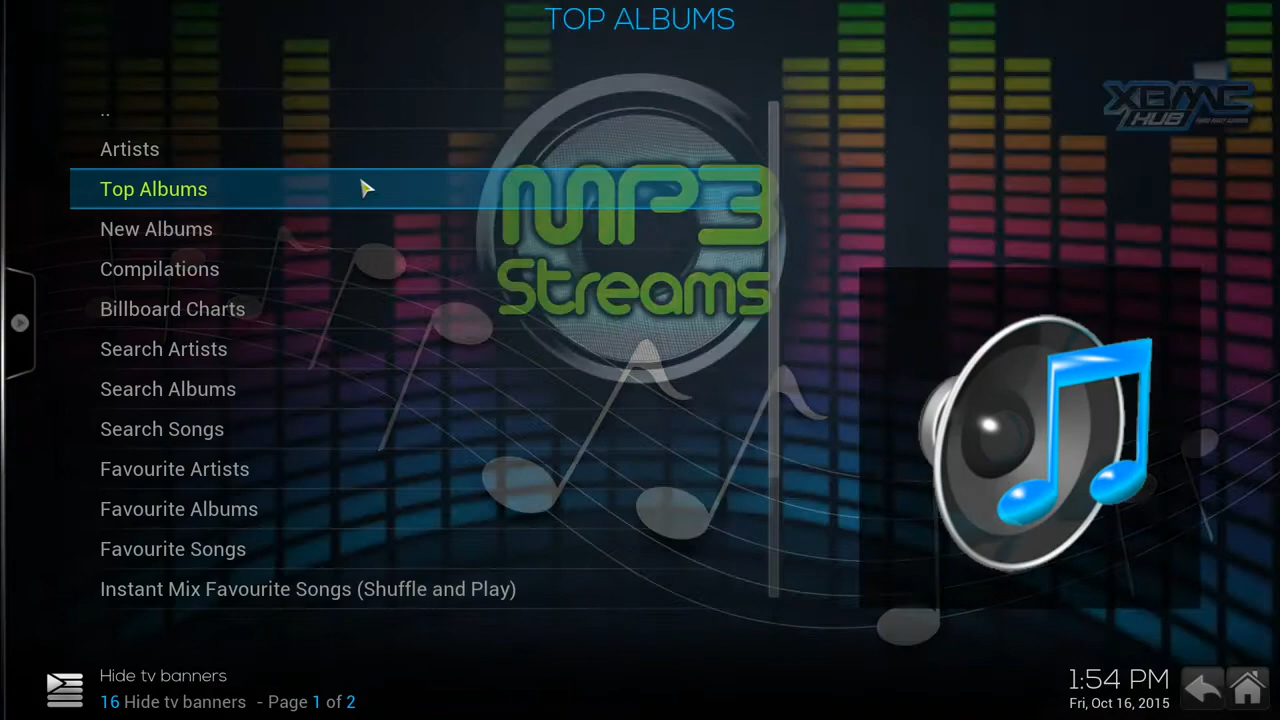 TOP ALBUMS
XBMC
HUB
..
Artists
Top Albums
New Albums
Compilations
Billboard Charts
Search Artists
Search Albums
Search Songs
Favourite Artists
Favourite Albums
Favourite Songs
Instant Mix Favourite Songs (Shuffle and Play)
MP3
Streams
Hide tv banners
16 Hide tv banners - Page 1 of 2
1:54 PM
Fri, Oct 16, 2015